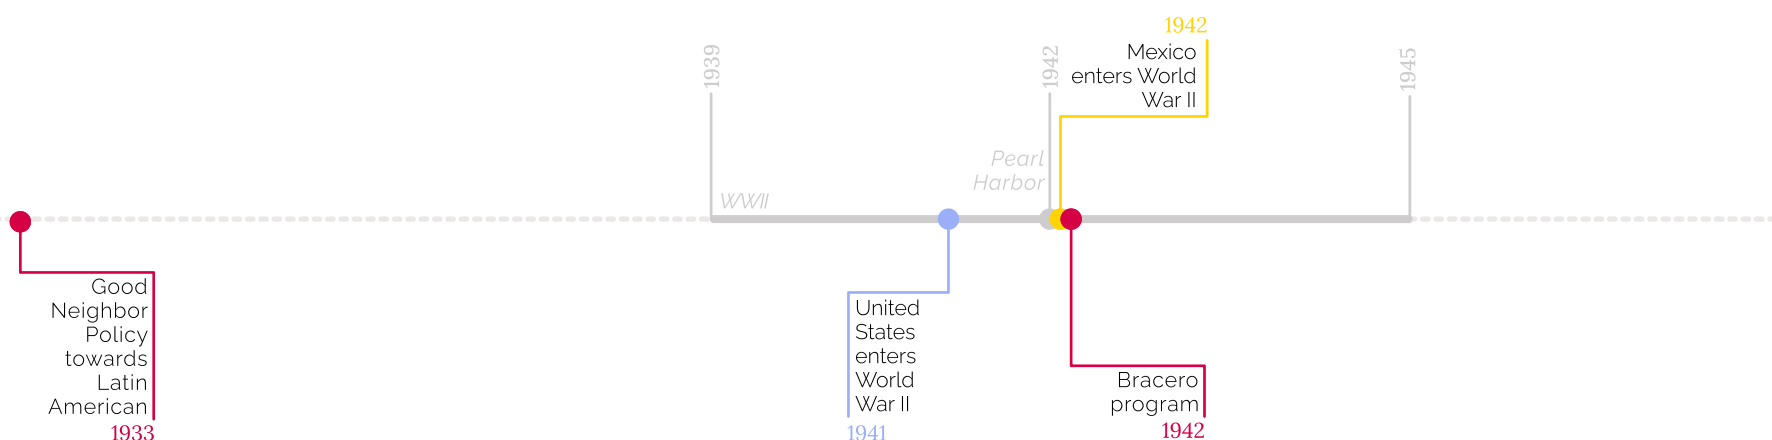 1942
Mexico
enters World
War II
1939
1942
1945
Pearl
Harbor
WWII
Good
Neighbor
Policy
towards
Latin
American
1933
United
States
enters
World
War II
1941
Bracero
program
1942